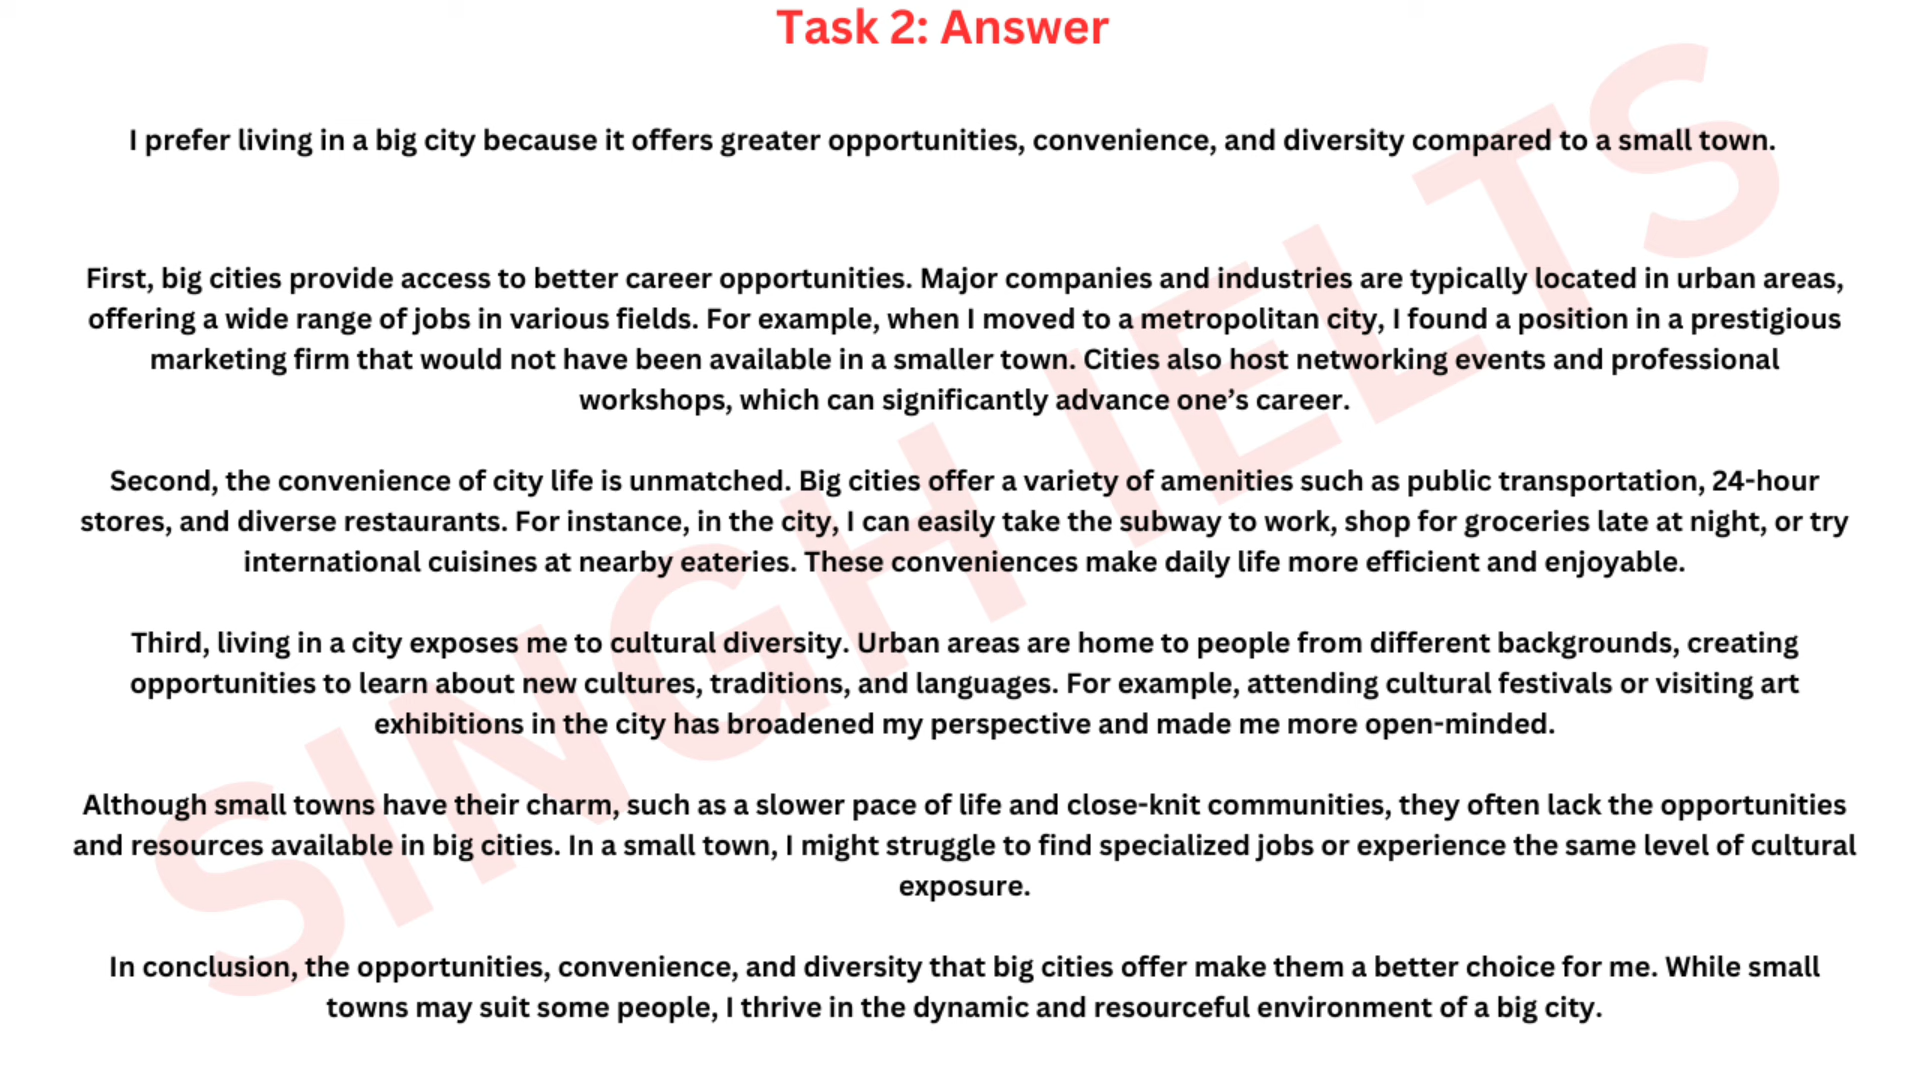 Task 2: Answer
I prefer living in a big city because it offers greater opportunities, convenience, and diversity compared to a small town.
First, big cities provide access to better career opportunities. Major companies and industries are typically located in urban areas,
offering a wide range of jobs in various fields. For example, when I moved to a metropolitan city, I found a position in a prestigious
marketing firm that would not have been available in a smaller town. Cities also host networking events and professional
workshops, which can significantly advance one’s career.
Second, the convenience of city life is unmatched. Big cities offer a variety of amenities such as public transportation, 24-hour
stores, and diverse restaurants. For instance, in the city, I can easily take the subway to work, shop for groceries late at night, or try
international cuisines at nearby eateries. These conveniences make daily life more efficient and enjoyable.
Third, living in a city exposes me to cultural diversity. Urban areas are home to people from different backgrounds, creating
opportunities to learn about new cultures, traditions, and languages. For example, attending cultural festivals or visiting art
exhibitions in the city has broadened my perspective and made me more open-minded.
Although small towns have their charm, such as a slower pace of life and close-knit communities, they often lack the opportunities
and resources available in big cities. In a small town, I might struggle to find specialized jobs or experience the same level of cultural
exposure.
In conclusion, the opportunities, convenience, and diversity that big cities offer make them a better choice for me. While small
towns may suit some people, I thrive in the dynamic and resourceful environment of a big city.
SINGH IELTS